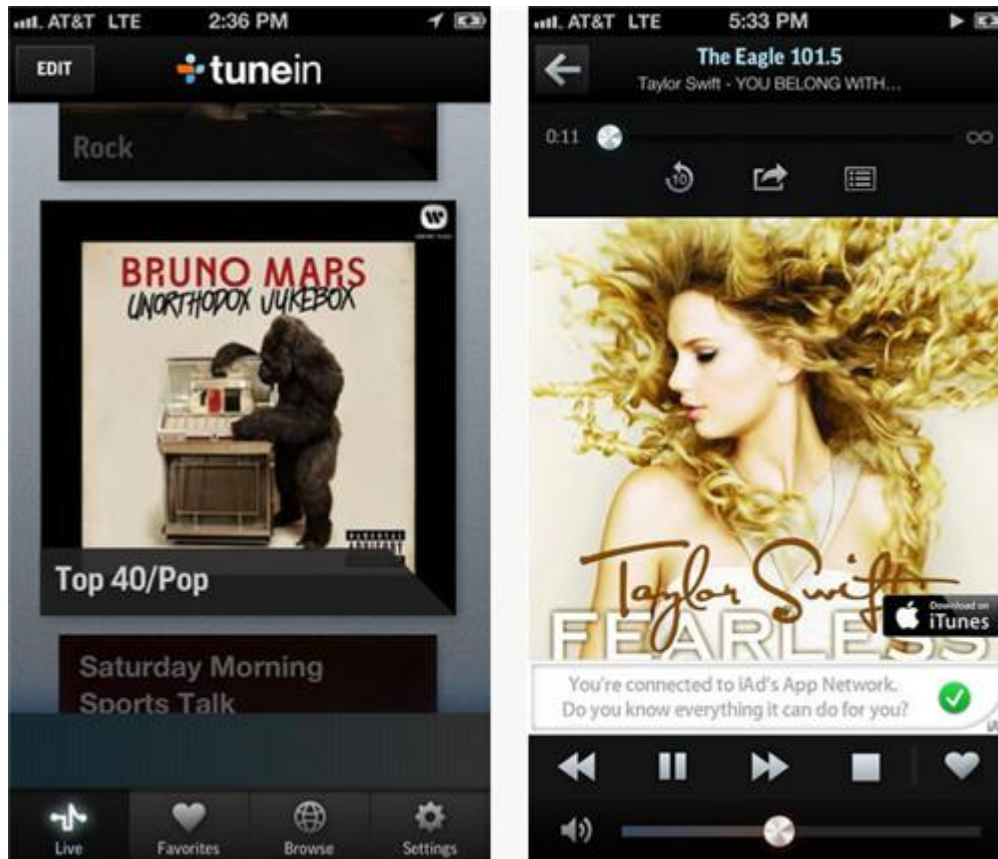 AT&T LTE 2:36 PM
EDIT tunein
Rock
BRUNO MARS
UNORTHODOX JUKEBOX
PARENTAL
ADVISORY
Top 40/Pop
Saturday Morning
Sports Talk
Live Favorites Browse Settings
AT&T LTE 5:33 PM
The Eagle 101.5
Taylor Swift - YOU BELONG WITH...
0:11
10
Taylor Swift
FEARLESS
Download on
iTunes
You're connected to iAd's App Network.
Do you know everything it can do for you?